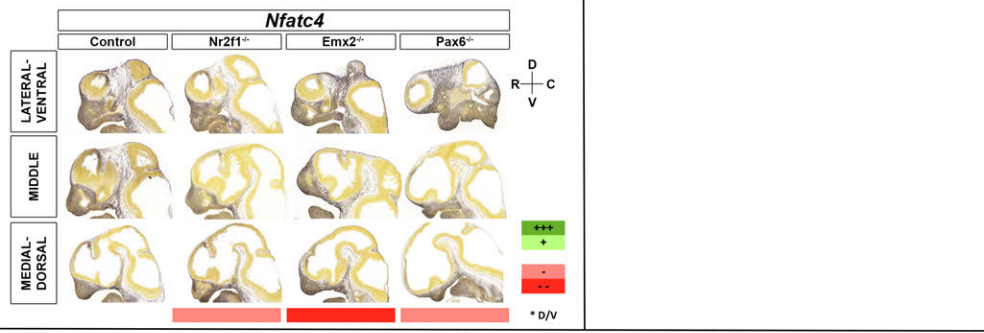 Nfatc4
Control Nr2f1-/- Emx2-/- Pax6-/-
LATERAL-
VENTRAL
D
R C
V
MIDDLE
MEDIAL-
DORSAL
+++
+
-
--
* D/V